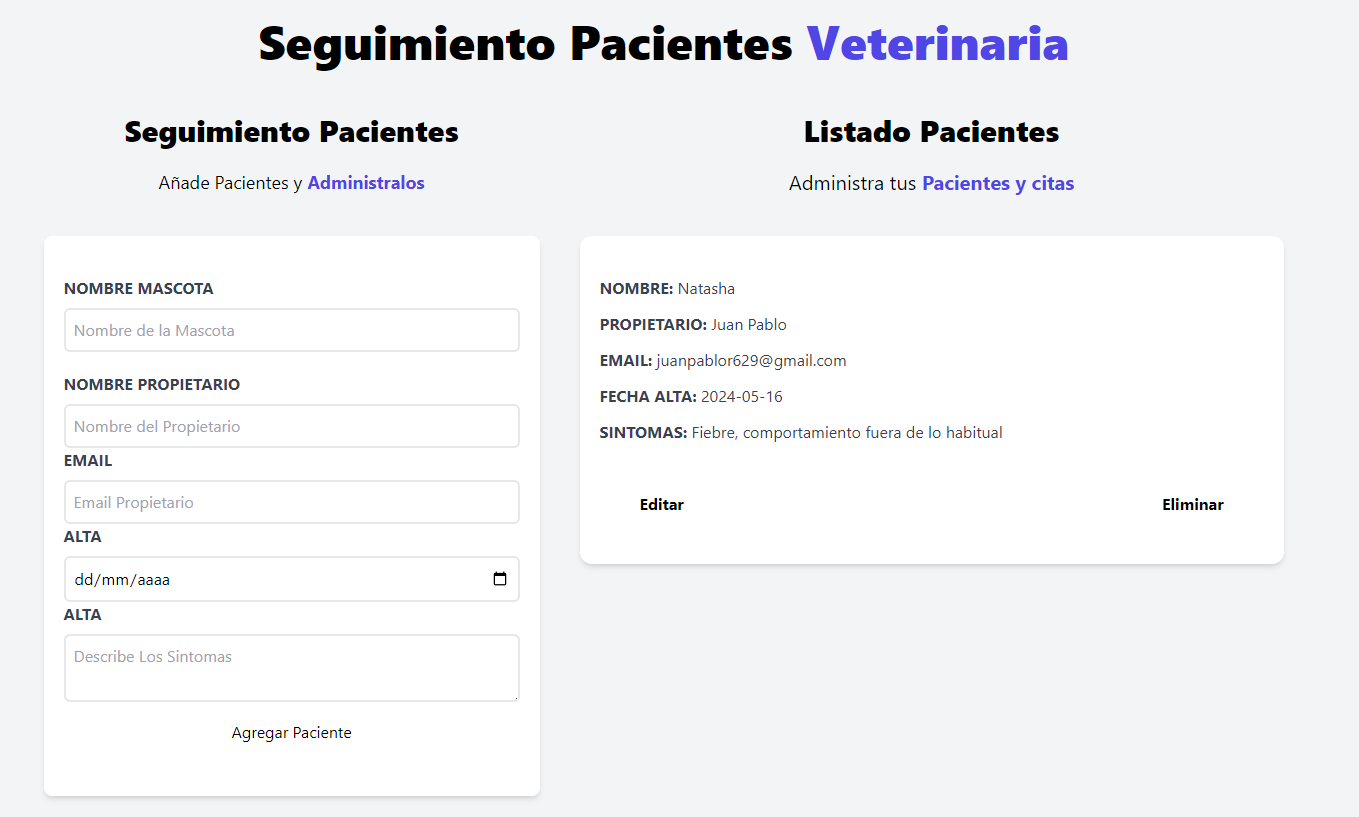 Seguimiento Pacientes Veterinaria
Seguimiento Pacientes
Añade Pacientes y Administralos
NOMBRE MASCOTA
Nombre de la Mascota
NOMBRE PROPIETARIO
Nombre del Propietario
EMAIL
Email Propietario
ALTA
dd/mm/aaaa
ALTA
Describe Los Sintomas
Agregar Paciente
Listado Pacientes
Administra tus Pacientes y citas
NOMBRE: Natasha
PROPIETARIO: Juan Pablo
EMAIL: juanpablor629@gmail.com
FECHA ALTA: 2024-05-16
SINTOMAS: Fiebre, comportamiento fuera de lo habitual
Editar
Eliminar